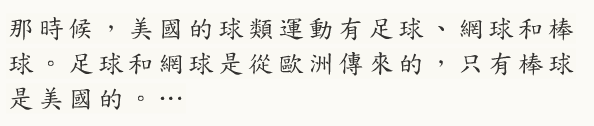 那時候，美國的球類運動有足球、網球和棒
球。足球和網球是從歐洲傳來的，只有棒球
是美國的。…